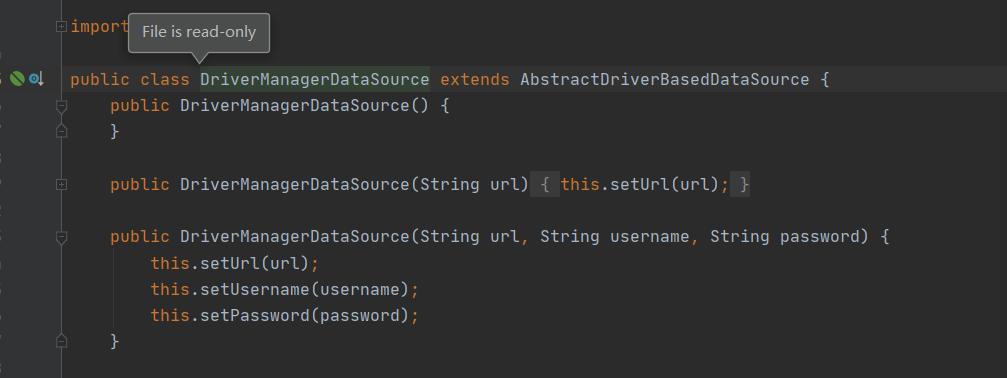 import
File is read-only
public class DriverManagerDataSource extends AbstractDriverBasedDataSource {
public DriverManagerDataSource() {
}
public DriverManagerDataSource(String url) { this.setUrl(url); }
public DriverManagerDataSource(String url, String username, String password) {
this.setUrl(url);
this.setUsername(username);
this.setPassword(password);
}